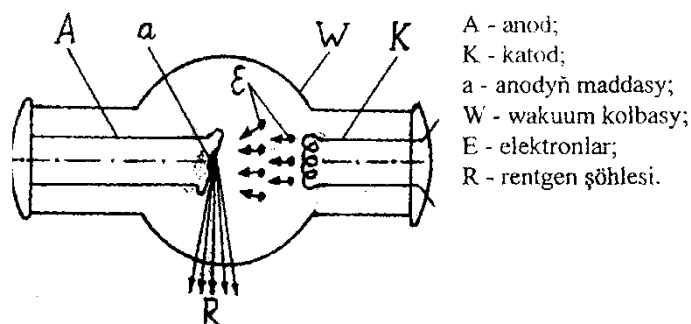 A a W K
ℰ
R
A - anod;
K - katod;
a - anodyň maddasy;
W - wakuum kolbasy;
E - elektronlar;
R - rentgen şöhlesi.